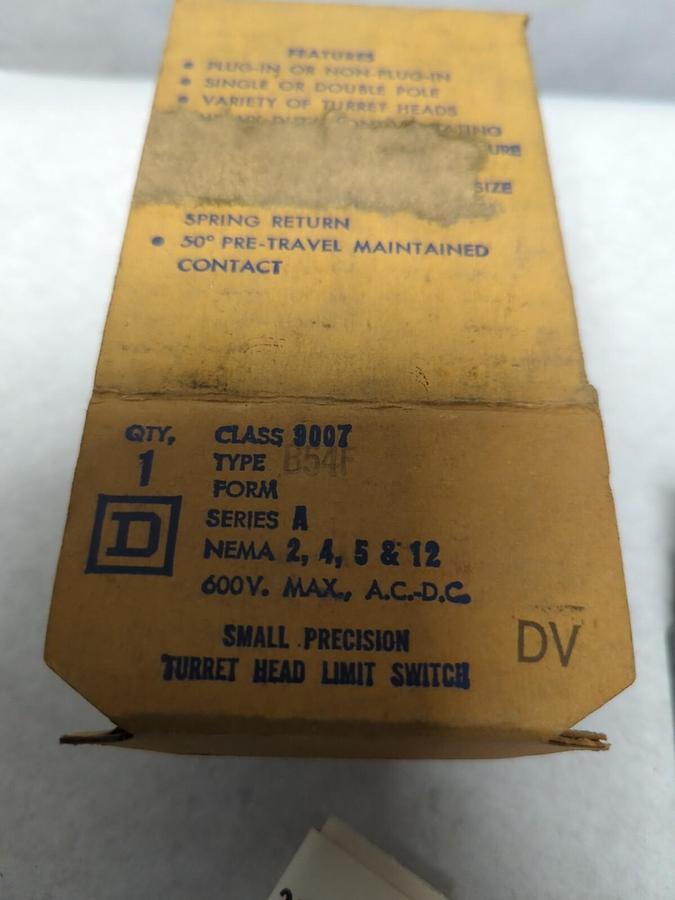 FEATURES
• PLUG-IN OR NON-PLUG-IN
• SINGLE OR DOUBLE POLE
• VARIETY OF TURRET HEADS
SIZE
SPRING RETURN
• 50° PRE-TRAVEL MAINTAINED
CONTACT
QTY,
1
D
CLASS 9007
TYPE B54F
FORM
SERIES A
NEMA 2, 4, 5 & 12
600V. MAX., A.C.-D.C.
SMALL PRECISION
TURRET HEAD LIMIT SWITCH
DV
2